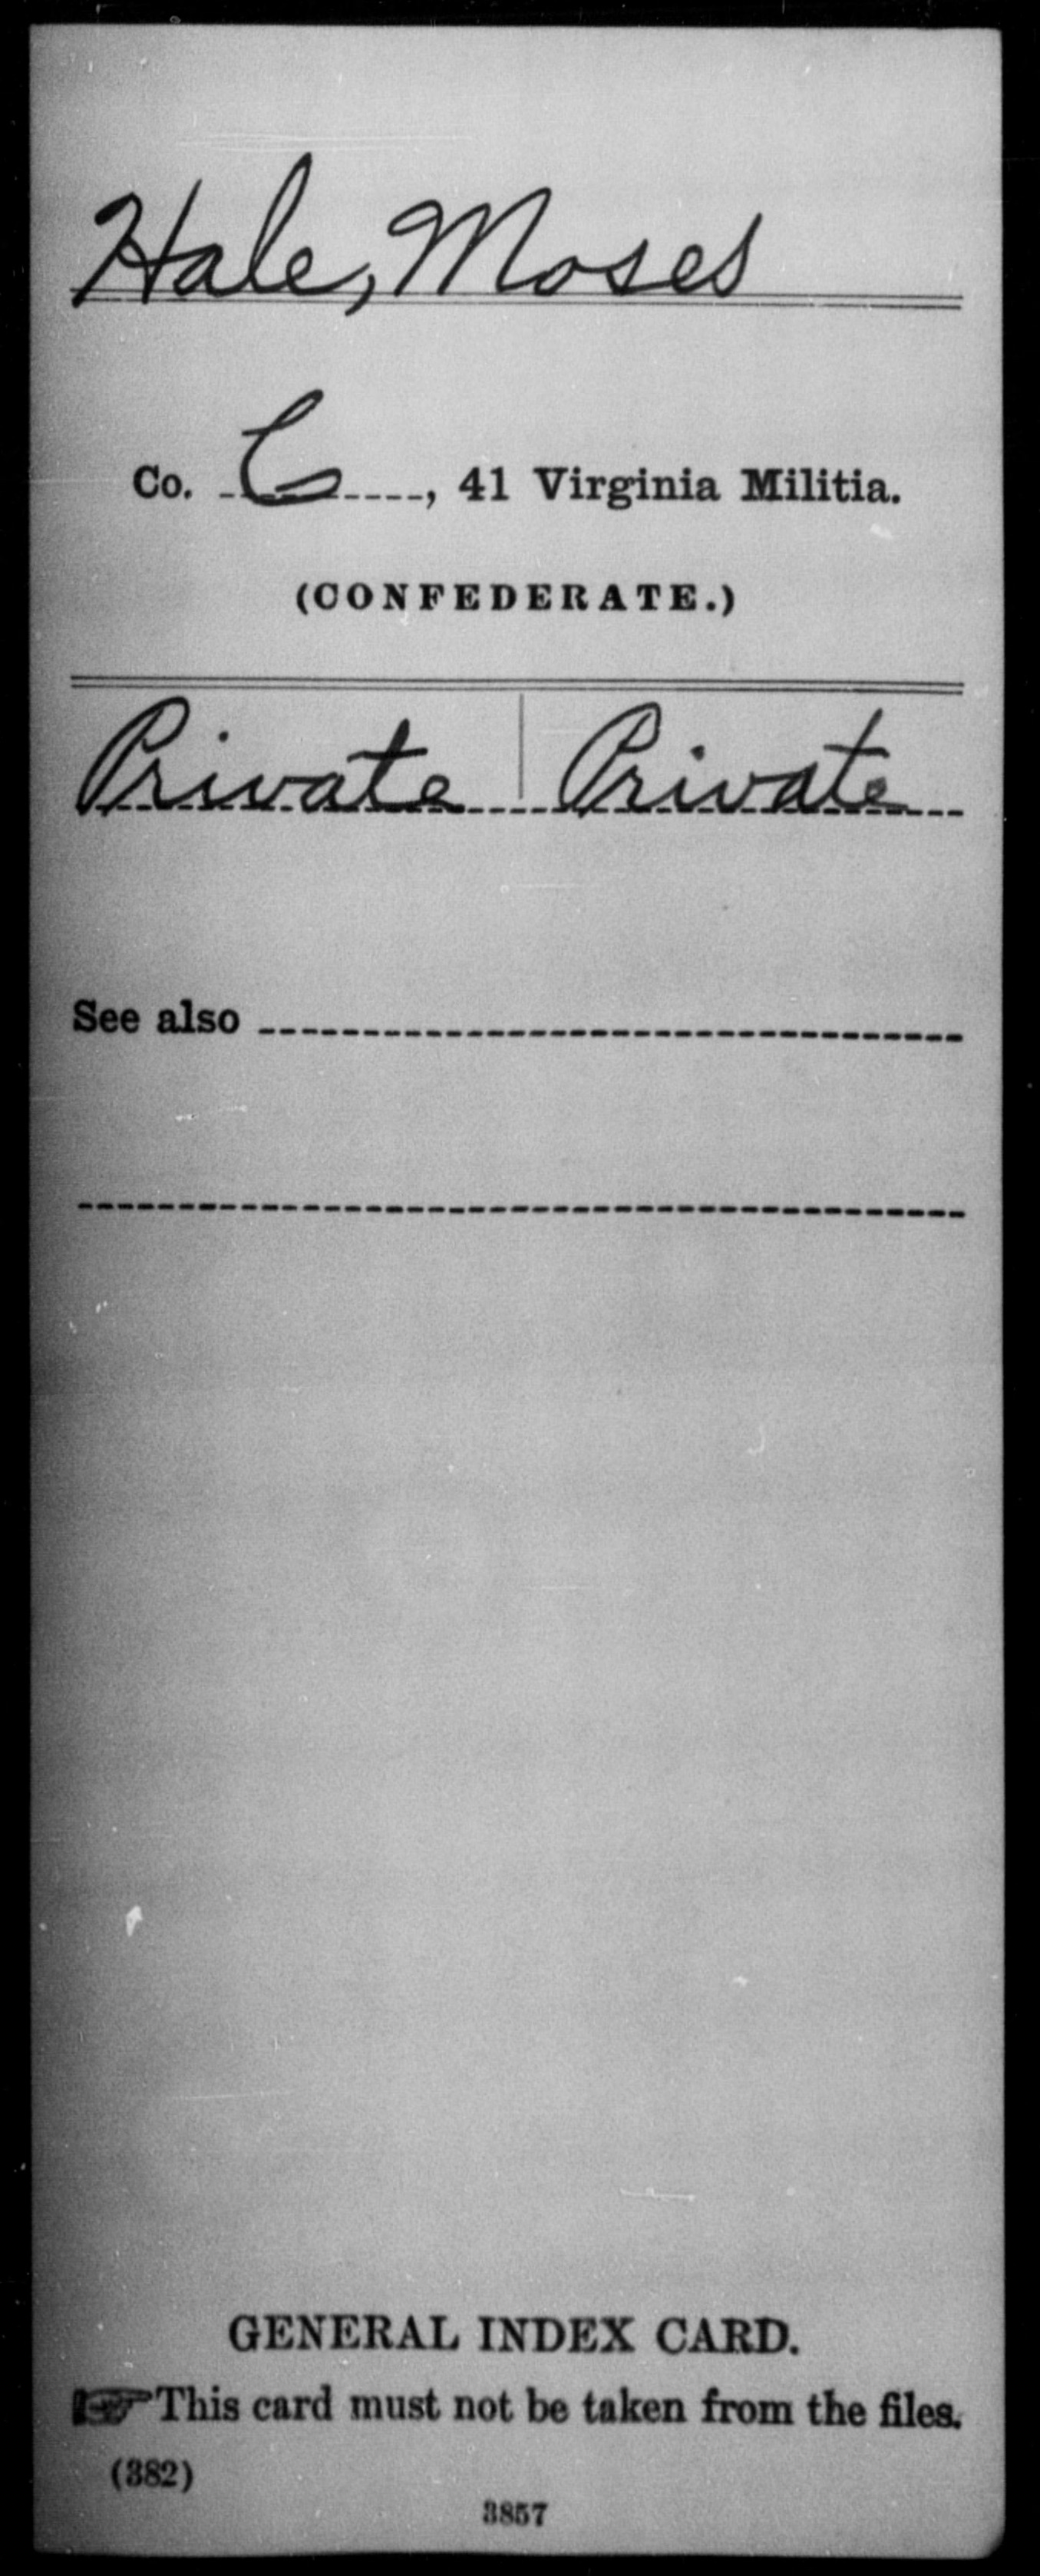 Hale, Moses
Co. C, 41 Virginia Militia.
(CONFEDERATE.)
Private | Private
See also
GENERAL INDEX CARD.
☞This card must not be taken from the files.
(382)
3857